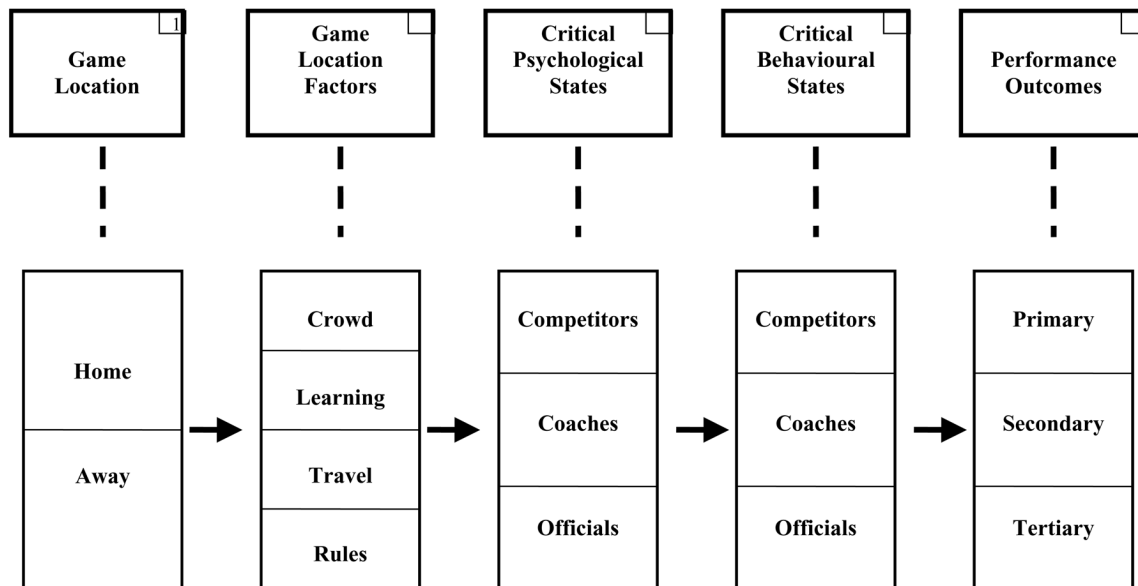 1
Game
Location
Game
Location
Factors
Critical
Psychological
States
Critical
Behavioural
States
Performance
Outcomes
Home
Away
Crowd
Learning
Travel
Rules
Competitors
Coaches
Officials
Competitors
Coaches
Officials
Primary
Secondary
Tertiary